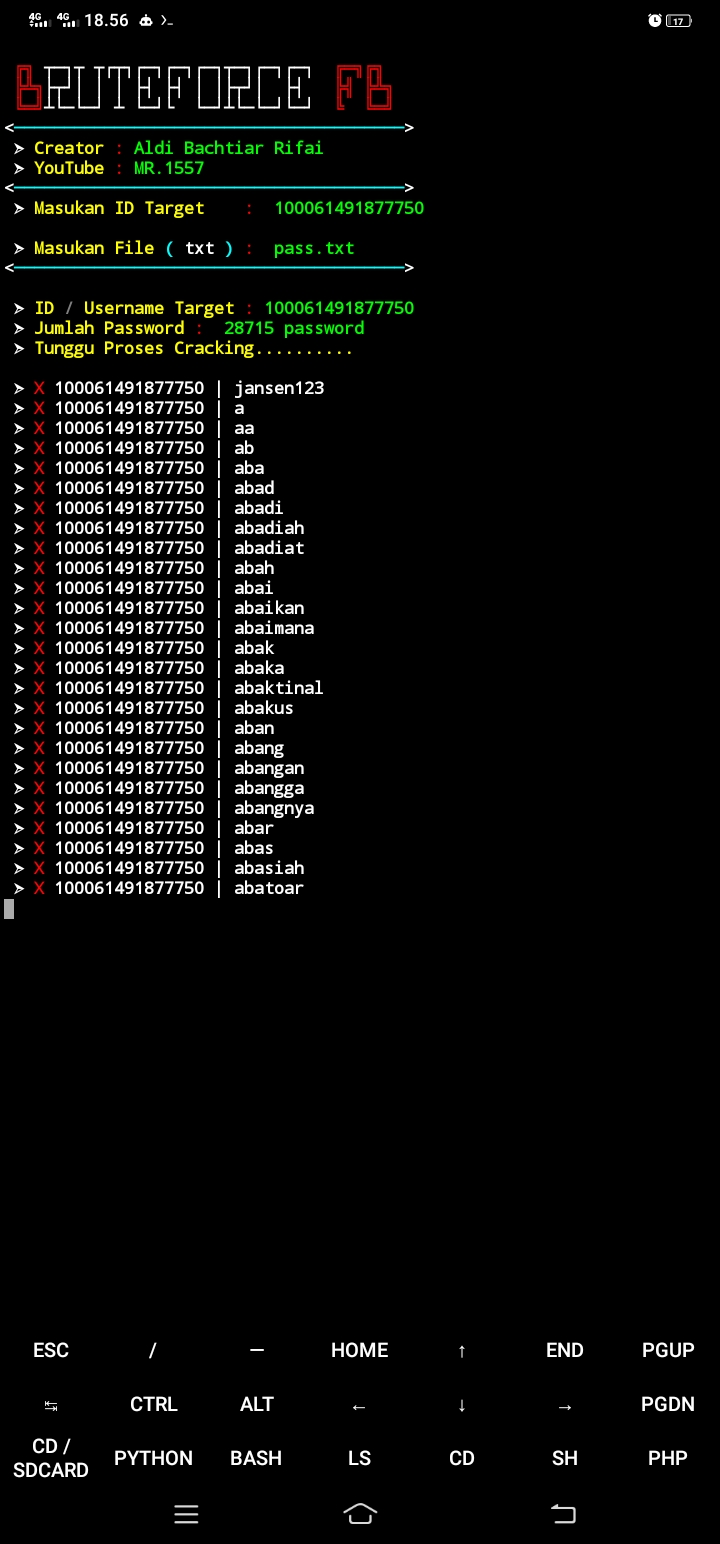 4G 4G 18.56 17
BRUTEFORCE FB
Creator : Aldi Bachtiar Rifai
YouTube : MR.1557
Masukan ID Target : 100061491877750
Masukan File ( txt ) : pass.txt
ID / Username Target : 100061491877750
Jumlah Password : 28715 password
Tunggu Proses Cracking..........
X 100061491877750 | jansen123
X 100061491877750 | a
X 100061491877750 | aa
X 100061491877750 | ab
X 100061491877750 | aba
X 100061491877750 | abad
X 100061491877750 | abadi
X 100061491877750 | abadiah
X 100061491877750 | abadiat
X 100061491877750 | abah
X 100061491877750 | abai
X 100061491877750 | abaikan
X 100061491877750 | abaimana
X 100061491877750 | abak
X 100061491877750 | abaka
X 100061491877750 | abaktinal
X 100061491877750 | abakus
X 100061491877750 | aban
X 100061491877750 | abang
X 100061491877750 | abangan
X 100061491877750 | abangga
X 100061491877750 | abangnya
X 100061491877750 | abar
X 100061491877750 | abas
X 100061491877750 | abasiah
X 100061491877750 | abatoar
ESC / — HOME ↑ END PGUP
↹ CTRL ALT ← ↓ → PGDN
CD / SDCARD PYTHON BASH LS CD SH PHP